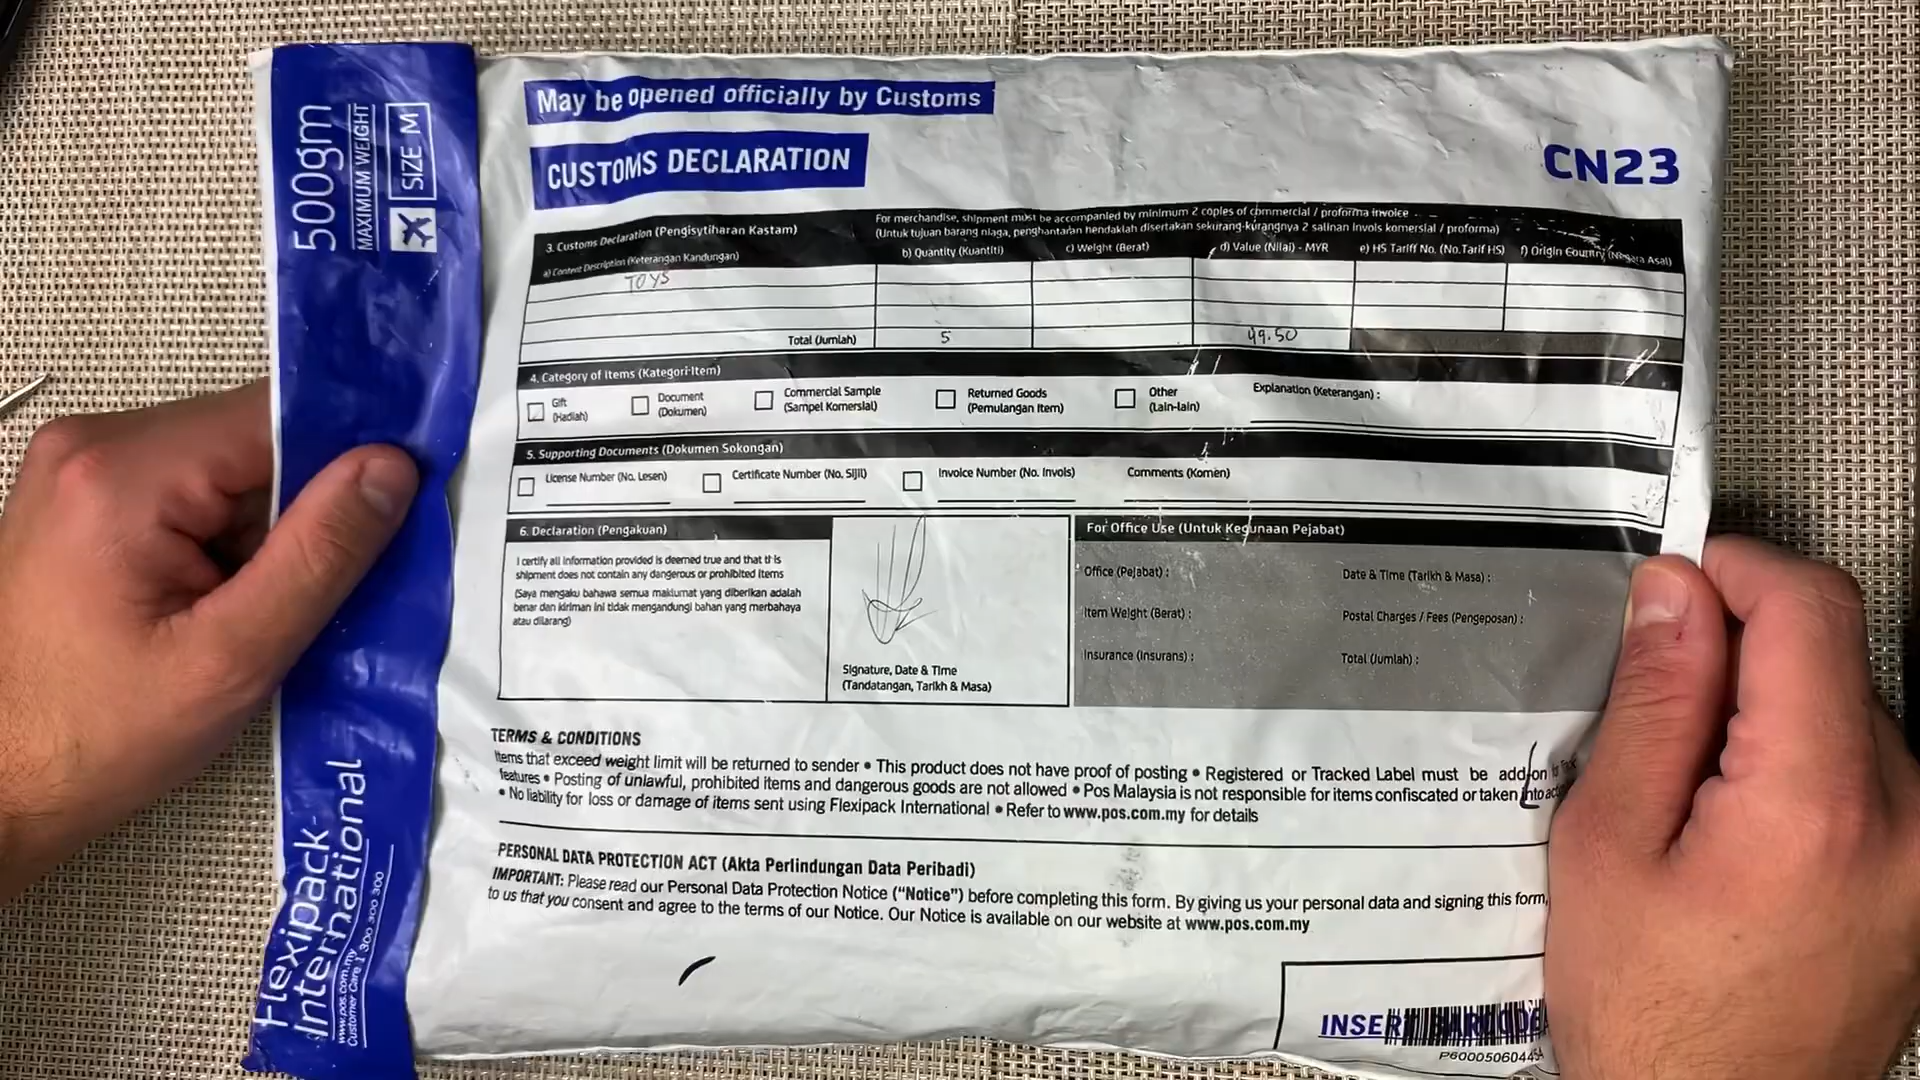 500gm
MAXIMUM WEIGHT
SIZE M
Flexipack-
International
www.pos.com.my
Customer Care 1 300 300 300
May be opened officially by Customs
CUSTOMS DECLARATION
CN23
3. Customs Declaration (Pengisytiharan Kastam)
For merchandise, shipment must be accompanied by minimum 2 copies of commercial / proforma invoice
(Untuk tujuan barang niaga, penghantaran hendaklah disertakan sekurang-kurangnya 2 salinan invois komersial / proforma)
a) Content Description (Keterangan Kandungan)
b) Quantity (Kuantiti)
c) Weight (Berat)
d) Value (Nilai) - MYR
e) HS Tariff No. (No.Tarif HS)
f) Origin Country (Negara Asal)
TOYS
Total (Jumlah)
5
49.50
4. Category of Items (Kategori Item)
Gift
(Hadiah)
Document
(Dokumen)
Commercial Sample
(Sampel Komersial)
Returned Goods
(Pemulangan Item)
Other
(Lain-lain)
Explanation (Keterangan) :
5. Supporting Documents (Dokumen Sokongan)
License Number (No. Lesen)
Certificate Number (No. Sijil)
Invoice Number (No. Invois)
Comments (Komen)
6. Declaration (Pengakuan)
I certify all information provided is deemed true and that this
shipment does not contain any dangerous or prohibited items
(Saya mengaku bahawa semua maklumat yang diberikan adalah
benar dan kiriman ini tidak mengandungi bahan yang merbahaya
atau dilarang)
Signature, Date & Time
(Tandatangan, Tarikh & Masa)
For Office Use (Untuk Kegunaan Pejabat)
Office (Pejabat) :
Date & Time (Tarikh & Masa) :
Item Weight (Berat) :
Postal Charges / Fees (Pengeposan) :
Insurance (Insurans) :
Total (Jumlah) :
TERMS & CONDITIONS
Items that exceed weight limit will be returned to sender • This product does not have proof of posting • Registered or Tracked Label must be add-on for
features • Posting of unlawful, prohibited items and dangerous goods are not allowed • Pos Malaysia is not responsible for items confiscated or taken into
• No liability for loss or damage of items sent using Flexipack International • Refer to www.pos.com.my for details
PERSONAL DATA PROTECTION ACT (Akta Perlindungan Data Peribadi)
IMPORTANT: Please read our Personal Data Protection Notice ("Notice") before completing this form. By giving us your personal data and signing this form,
to us that you consent and agree to the terms of our Notice. Our Notice is available on our website at www.pos.com.my
INSERT BARCODE